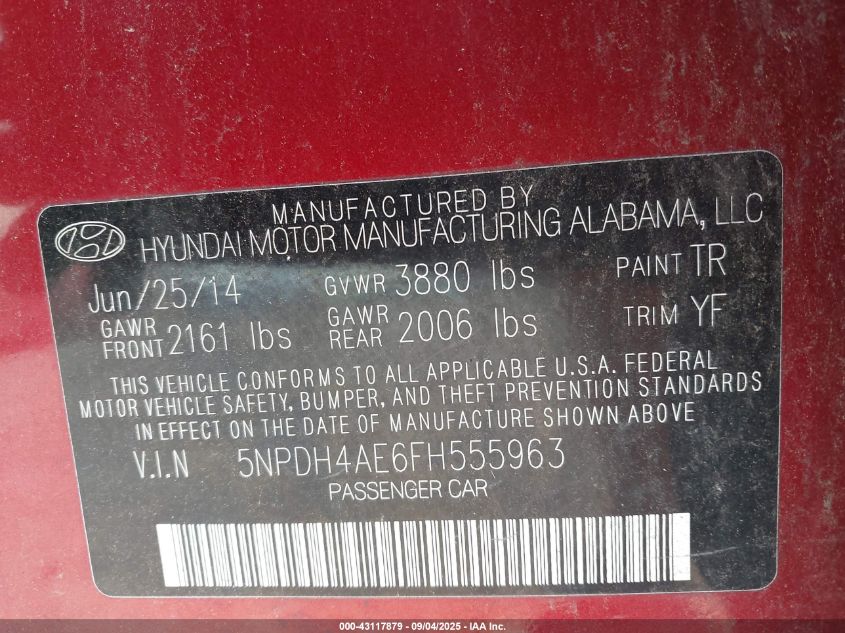 MANUFACTURED BY
HYUNDAI MOTOR MANUFACTURING ALABAMA, LLC
Jun/25/14 GVWR 3880 lbs PAINT TR
GAWR FRONT 2161 lbs GAWR REAR 2006 lbs TRIM YF
THIS VEHICLE CONFORMS TO ALL APPLICABLE U.S.A. FEDERAL
MOTOR VEHICLE SAFETY, BUMPER, AND THEFT PREVENTION STANDARDS
IN EFFECT ON THE DATE OF MANUFACTURE SHOWN ABOVE
V.I.N 5NPDH4AE6FH555963
PASSENGER CAR
000-43117879 - 09/04/2025 - IAA Inc.